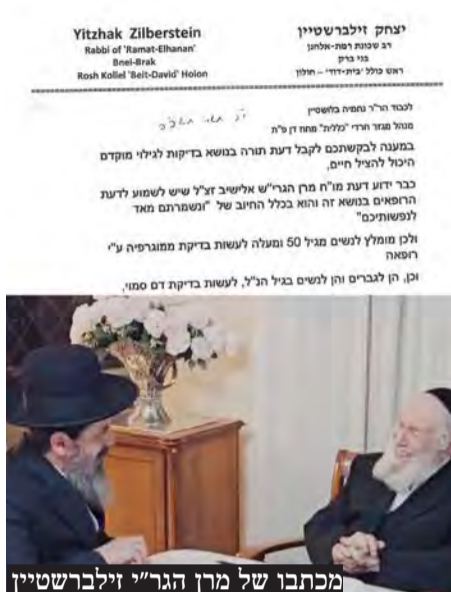 Yitzhak Zilberstein
Rabbi of 'Ramat-Elhanan'
Bnei-Brak
Rosh Kollel 'Beit-David' Holon
יצחק זילברשטיין
רב שכונת רמת-אלחנן
בני ברק
ראש כולל 'בית-דוד' – חולון
לכבוד הר"ר נחמיה בלושטיין
מנהל מגזר חרדי "כללית" מחוז דן פ"ת
במענה לבקשתכם לקבל דעת תורה בנושא בדיקות לגילוי מוקדם
היכול להציל חיים,
כבר ידוע דעת מו"ח מרן הגרי"ש אלישיב זצ"ל שיש לשמוע לדעת
הרופאים בנושא זה והוא בכלל החיוב של "ונשמרתם מאד
לנפשותיכם"
ולכן מומלץ לנשים מגיל 50 ומעלה לעשות בדיקת ממוגרפיה ע"י
רופאה
וכן, הן לגברים והן לנשים בגיל הנ"ל, לעשות בדיקת דם סמוי,
מכתבו של מרן הגר"י זילברשטיין